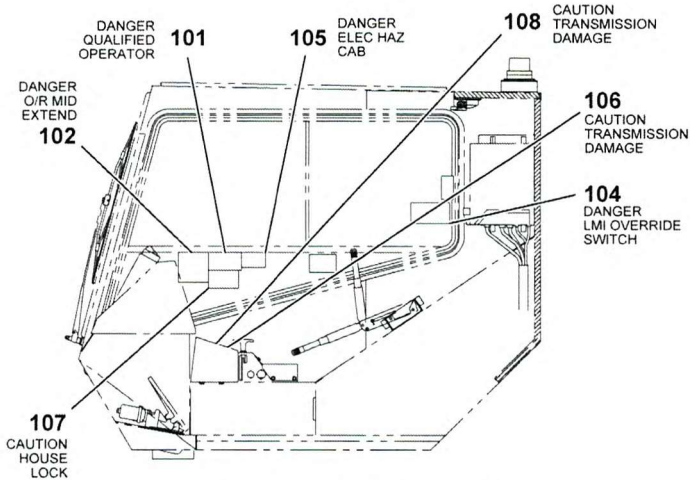 DANGER
QUALIFIED
OPERATOR
101
105
DANGER
ELEC HAZ
CAB
108
CAUTION
TRANSMISSION
DAMAGE
DANGER
O/R MID
EXTEND
102
106
CAUTION
TRANSMISSION
DAMAGE
104
DANGER
LMI OVERRIDE
SWITCH
107
CAUTION
HOUSE
LOCK